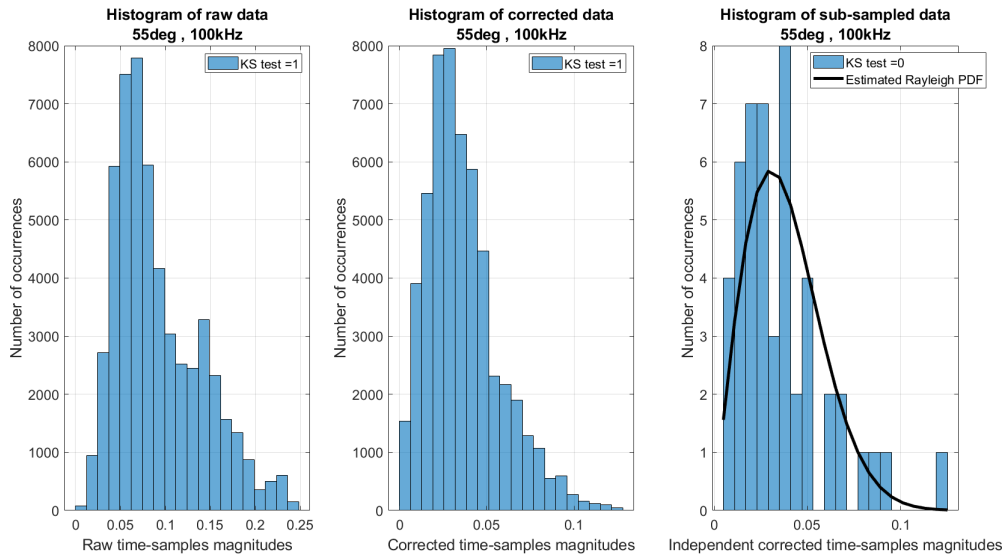 Histogram of raw data
55deg , 100kHz
KS test =1
8000
7000
6000
5000
4000
3000
2000
1000
0
Number of occurrences
0
0.05
0.1
0.15
0.2
0.25
Raw time-samples magnitudes
Histogram of corrected data
55deg , 100kHz
KS test =1
8000
7000
6000
5000
4000
3000
2000
1000
0
Number of occurrences
0
0.05
0.1
Corrected time-samples magnitudes
Histogram of sub-sampled data
55deg , 100kHz
KS test =0
Estimated Rayleigh PDF
8
7
6
5
4
3
2
1
0
Number of occurrences
0
0.05
0.1
Independent corrected time-samples magnitudes